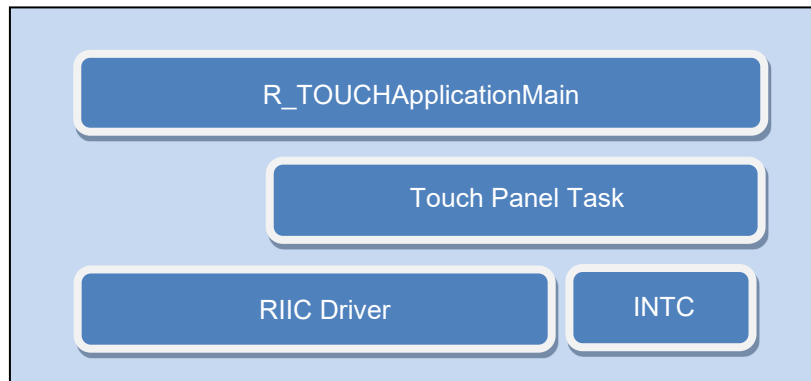 R_TOUCHApplicationMain
Touch Panel Task
RIIC Driver
INTC